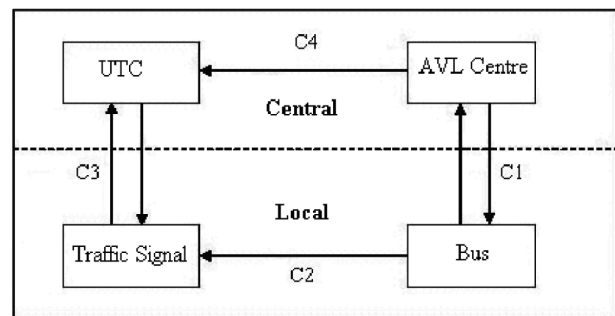 C4
UTC
AVL Centre
Central
C3
C1
Local
Traffic Signal
Bus
C2